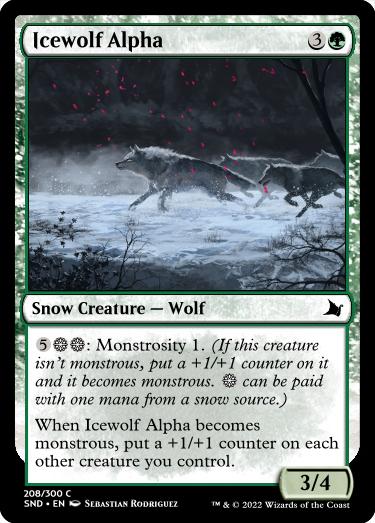 Icewolf Alpha 3
Snow Creature — Wolf
5: Monstrosity 1. (If this creature
isn't monstrous, put a +1/+1 counter on it
and it becomes monstrous. can be paid
with one mana from a snow source.)
When Icewolf Alpha becomes
monstrous, put a +1/+1 counter on each
other creature you control.
3/4
208/300 C
SND • EN Sebastian Rodriguez ™ & © 2022 Wizards of the Coast